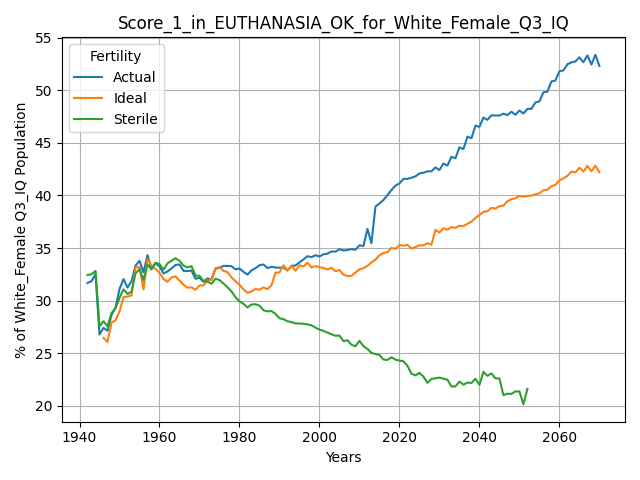 Score_1_in_EUTHANASIA_OK_for_White_Female_Q3_IQ
Fertility
Actual
Ideal
Sterile
% of White_Female Q3_IQ Population
55
50
45
40
35
30
25
20
1940
1960
1980
2000
2020
2040
2060
Years